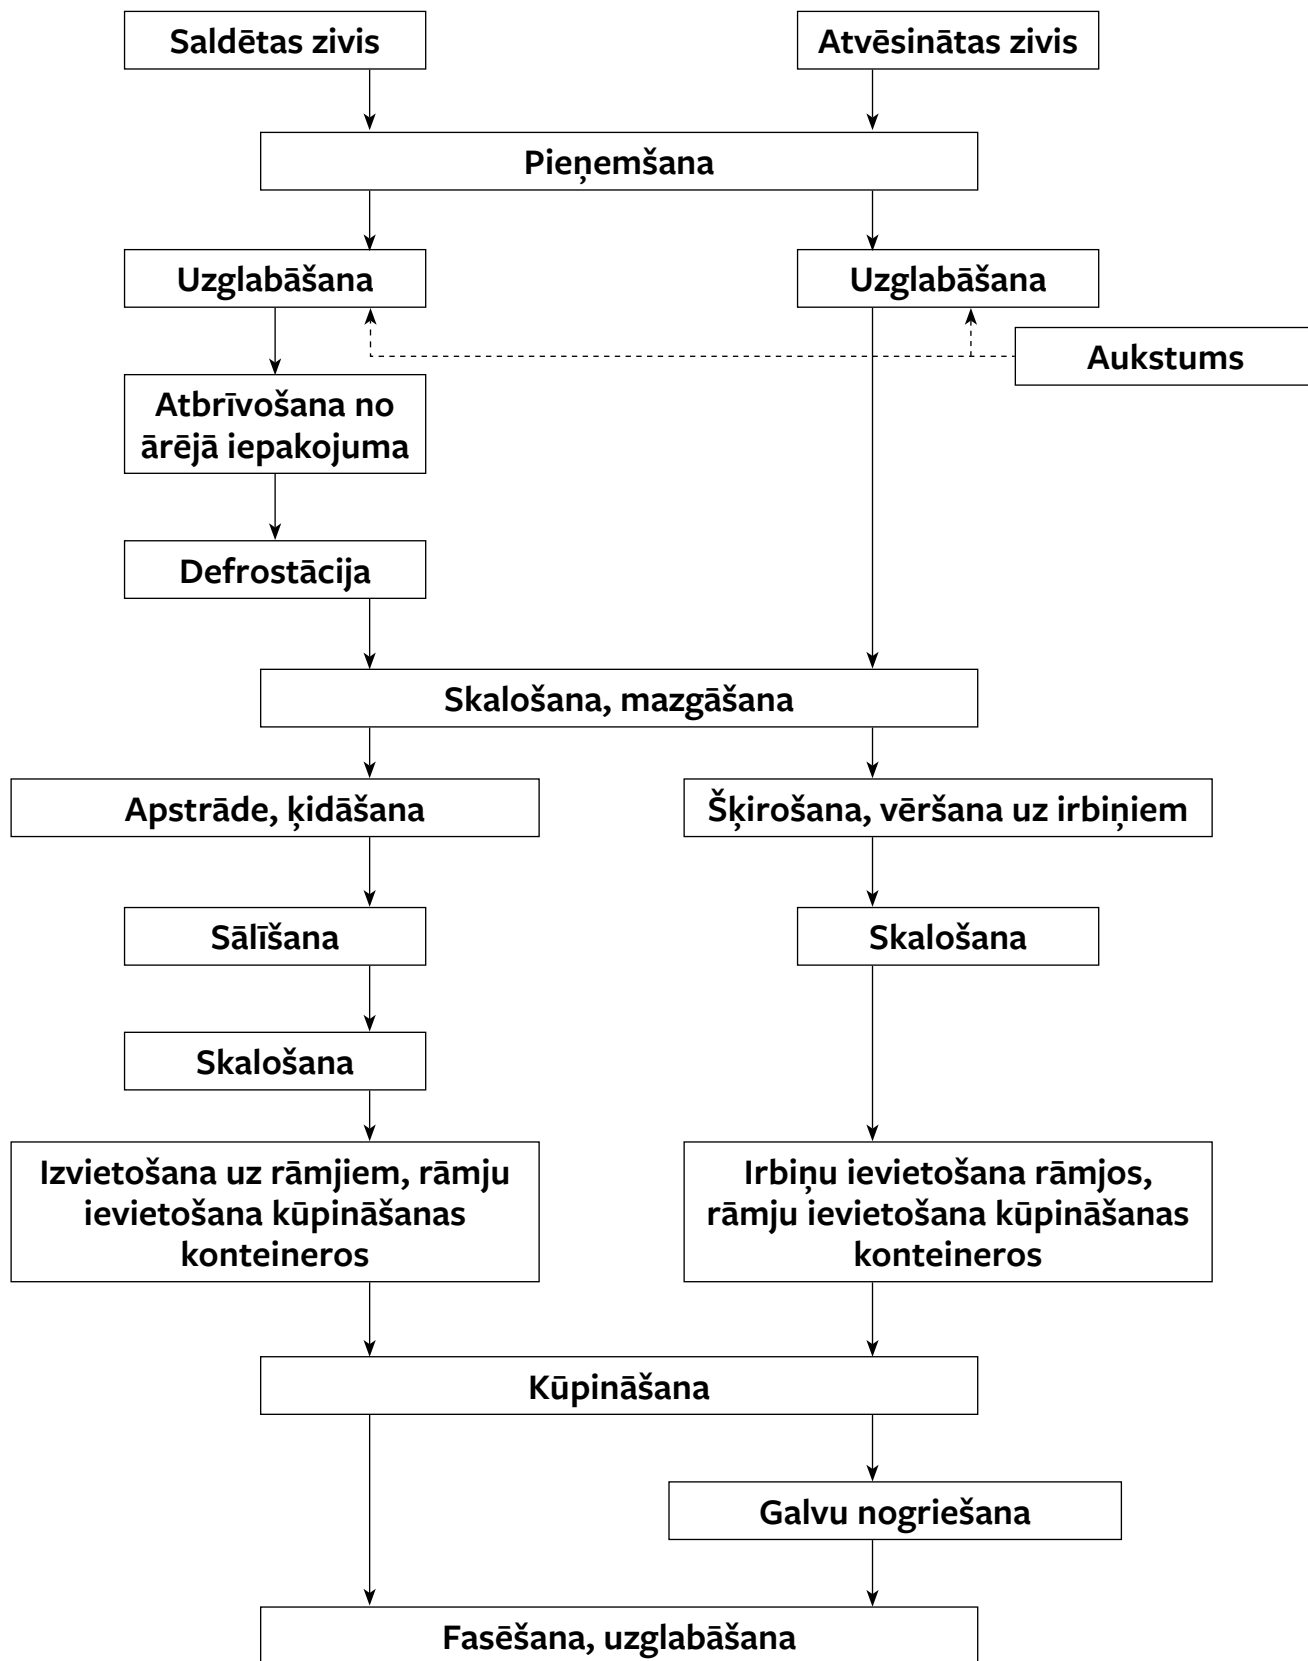 Saldētas zivis
Atvēsinātas zivis
Pieņemšana
Uzglabāšana
Uzglabāšana
Aukstums
Atbrīvošana no
ārējā iepakojuma
Defrostācija
Skalošana, mazgāšana
Apstrāde, ķidāšana
Šķirošana, vēršana uz irbiņiem
Sālīšana
Skalošana
Skalošana
Izvietošana uz rāmjiem, rāmju
ievietošana kūpināšanas
konteineros
Irbiņu ievietošana rāmjos,
rāmju ievietošana kūpināšanas
konteineros
Kūpināšana
Galvu nogriešana
Fasēšana, uzglabāšana